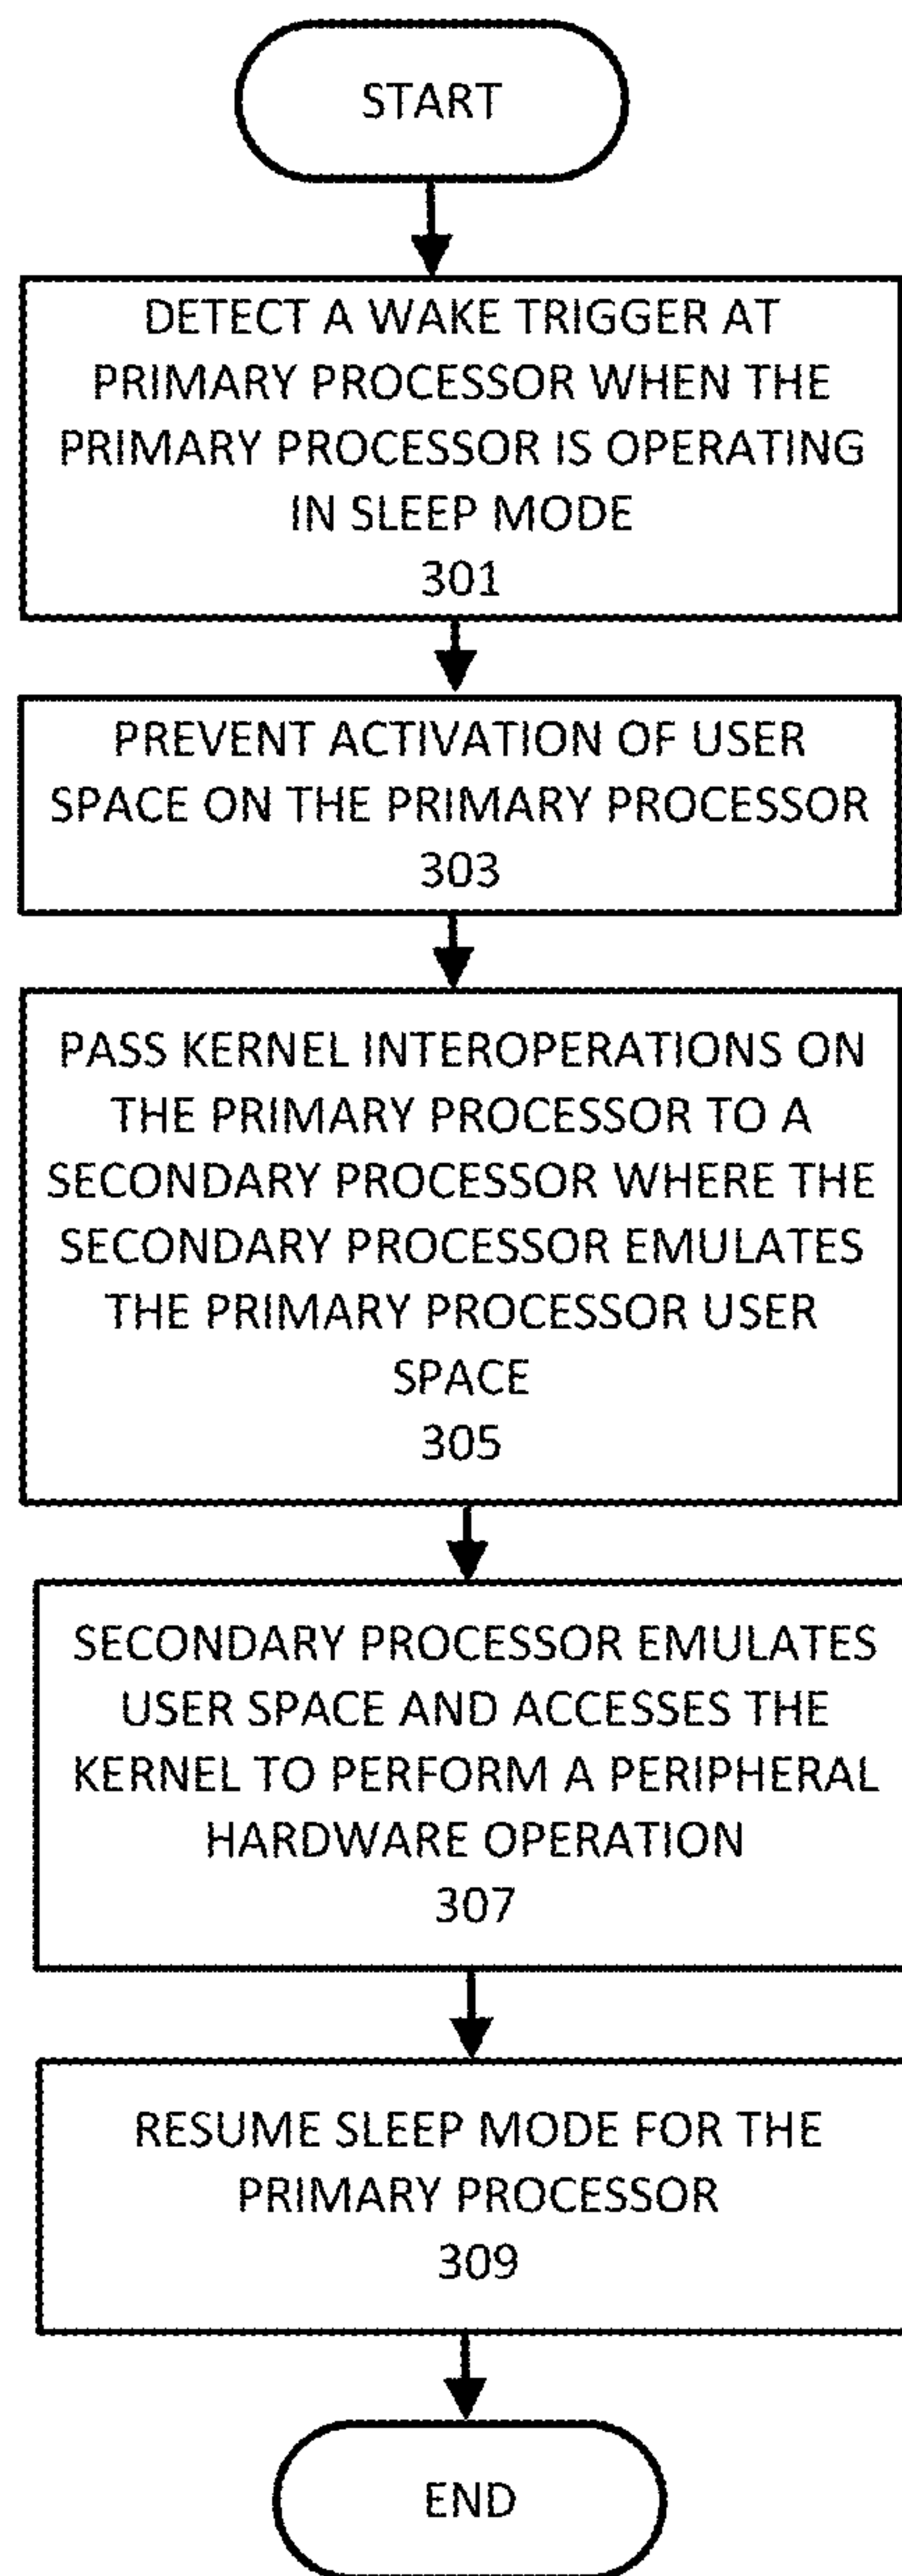 START
DETECT A WAKE TRIGGER AT
PRIMARY PROCESSOR WHEN THE
PRIMARY PROCESSOR IS OPERATING
IN SLEEP MODE
301
PREVENT ACTIVATION OF USER
SPACE ON THE PRIMARY PROCESSOR
303
PASS KERNEL INTEROPERATIONS ON
THE PRIMARY PROCESSOR TO A
SECONDARY PROCESSOR WHERE THE
SECONDARY PROCESSOR EMULATES
THE PRIMARY PROCESSOR USER
SPACE
305
SECONDARY PROCESSOR EMULATES
USER SPACE AND ACCESSES THE
KERNEL TO PERFORM A PERIPHERAL
HARDWARE OPERATION
307
RESUME SLEEP MODE FOR THE
PRIMARY PROCESSOR
309
END